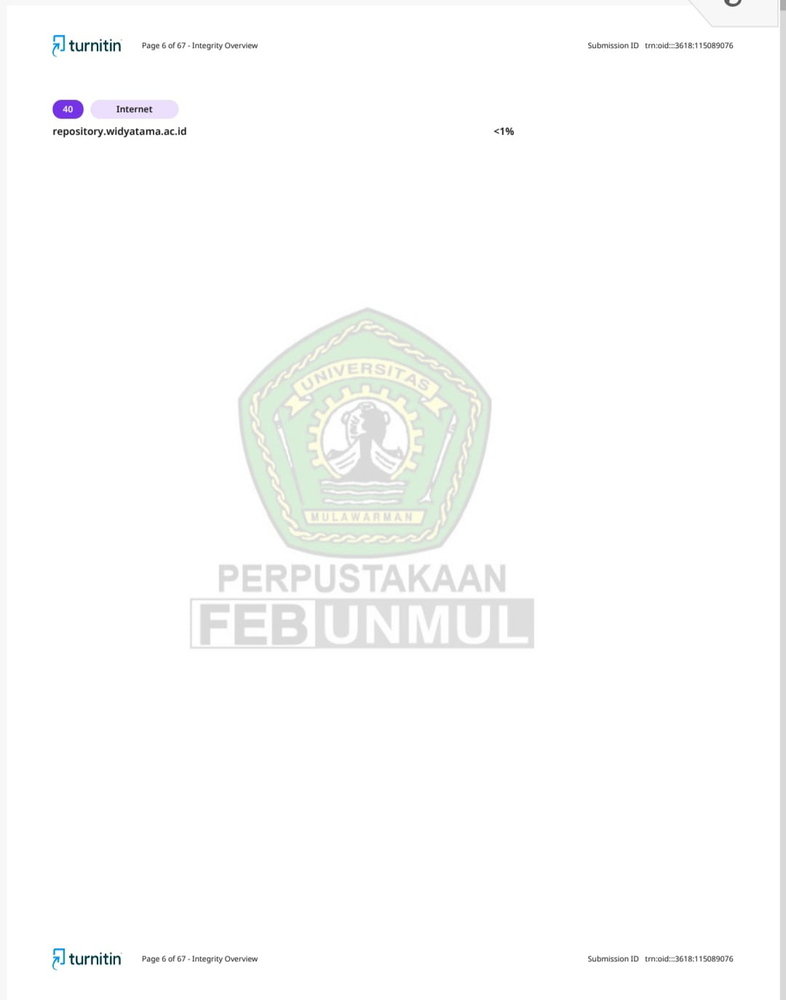 turnitin Page 6 of 67 - Integrity Overview Submission ID trn:oid:::3618:115089076
40 Internet
repository.widyatama.ac.id <1%
UNIVERSITAS
MULAWARMAN
PERPUSTAKAAN
FEB UNMUL
turnitin Page 6 of 67 - Integrity Overview Submission ID trn:oid:::3618:115089076